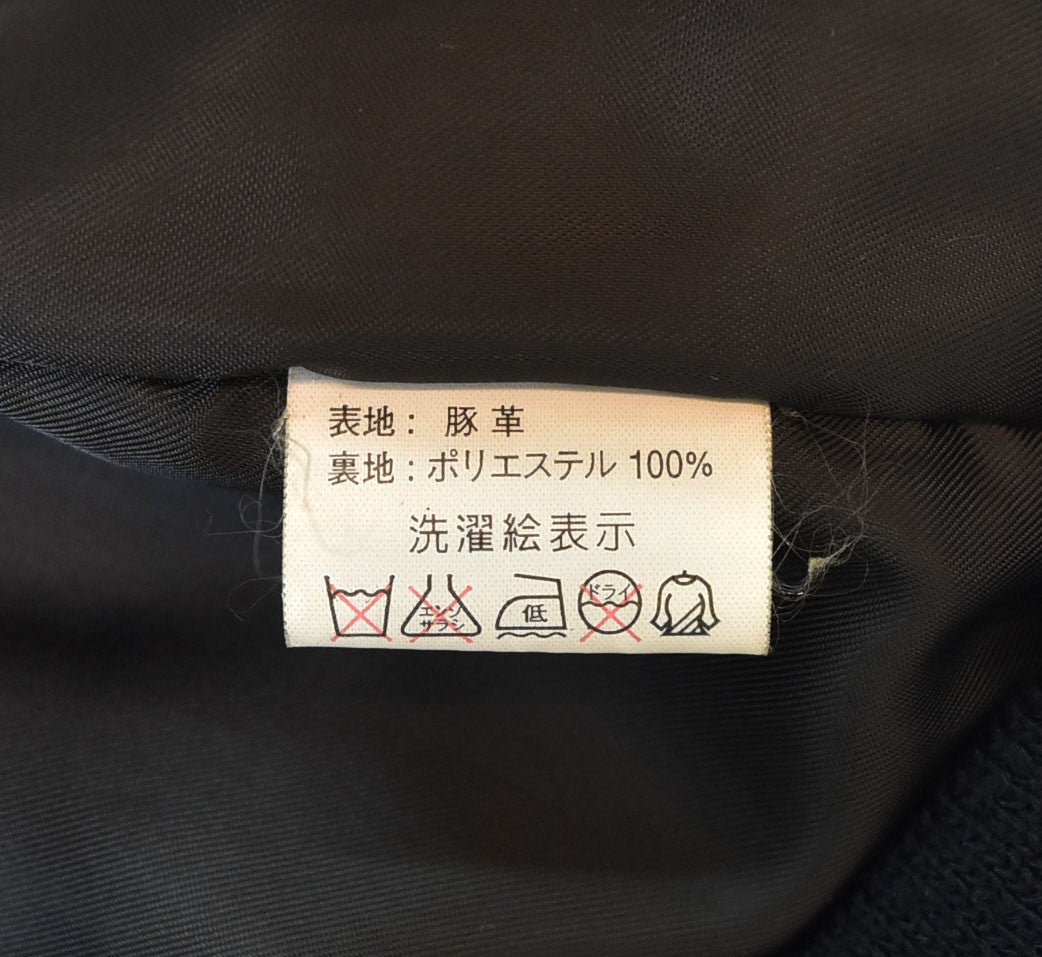 表地： 豚 革
裏地：ポリエステル 100%
洗濯絵表示
エンソ サラシ 低 ドライ